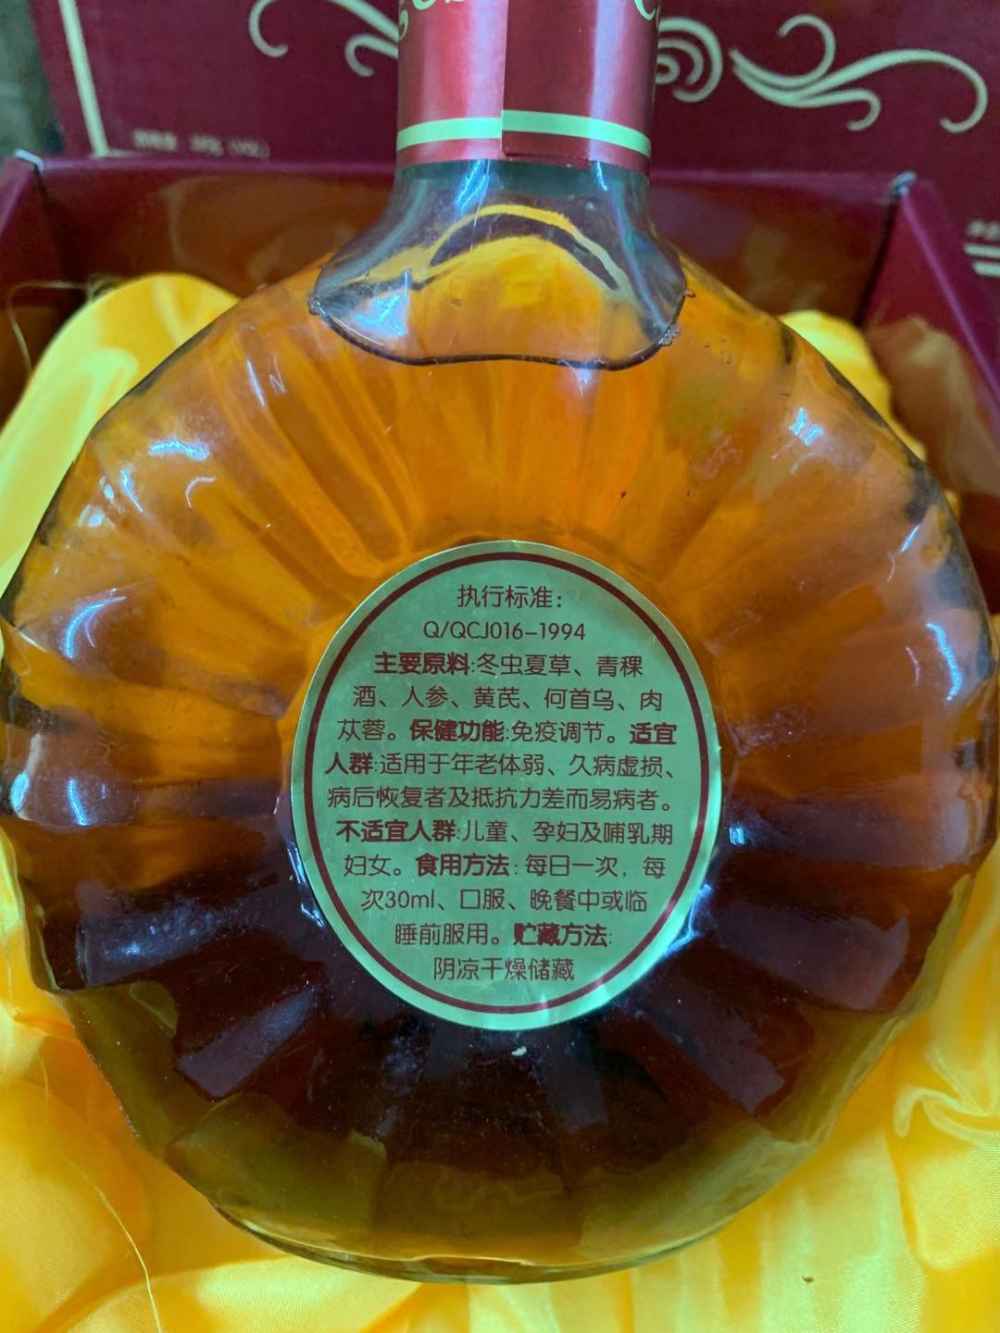 执行标准：
Q/QCJ016-1994
主要原料:冬虫夏草、青稞
酒、人参、黄芪、何首乌、肉
苁蓉。保健功能:免疫调节。适宜
人群:适用于年老体弱、久病虚损、
病后恢复者及抵抗力差而易病者。
不适宜人群:儿童、孕妇及哺乳期
妇女。食用方法:每日一次，每
次30ml、口服、晚餐中或临
睡前服用。贮藏方法:
阴凉干燥储藏